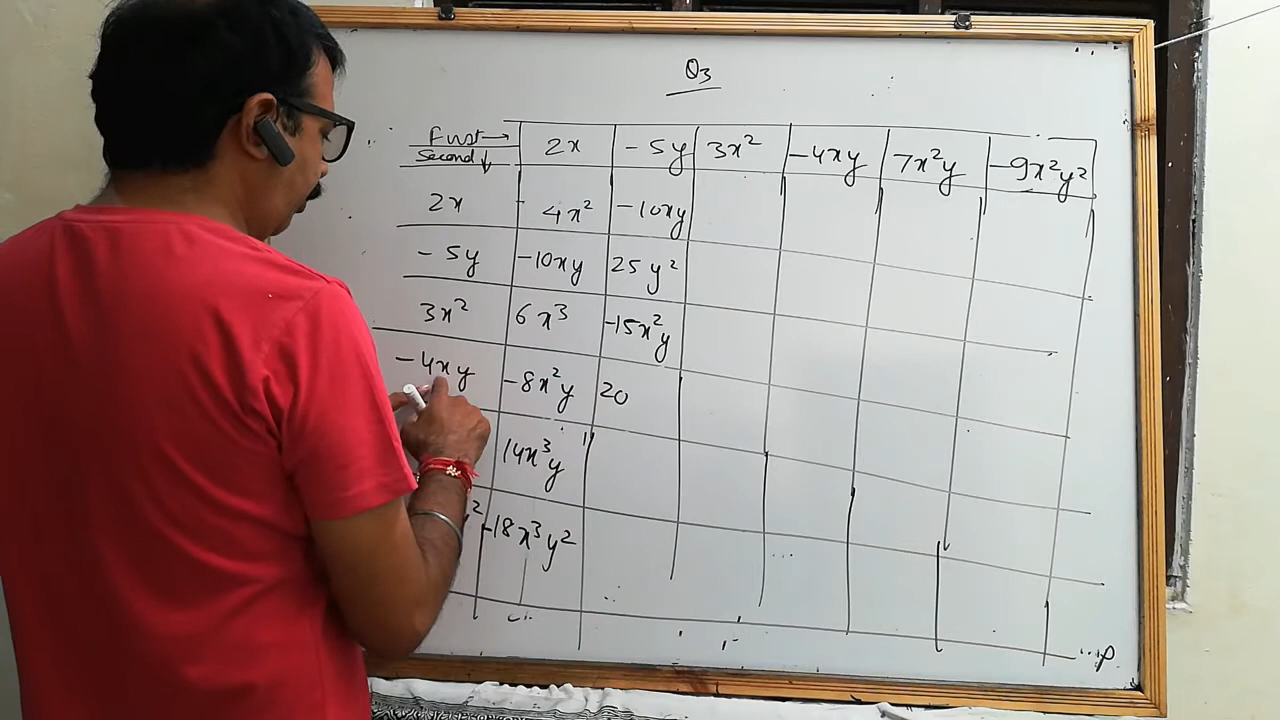 Q3
First → 2x -5y 3x² -4xy 7x²y -9x²y²
Second ↓
2x 4x² -10xy
-5y -10xy 25y²
3x² 6x³ -15x²y
-4xy -8x²y 20
14x³y
² -18x³y²